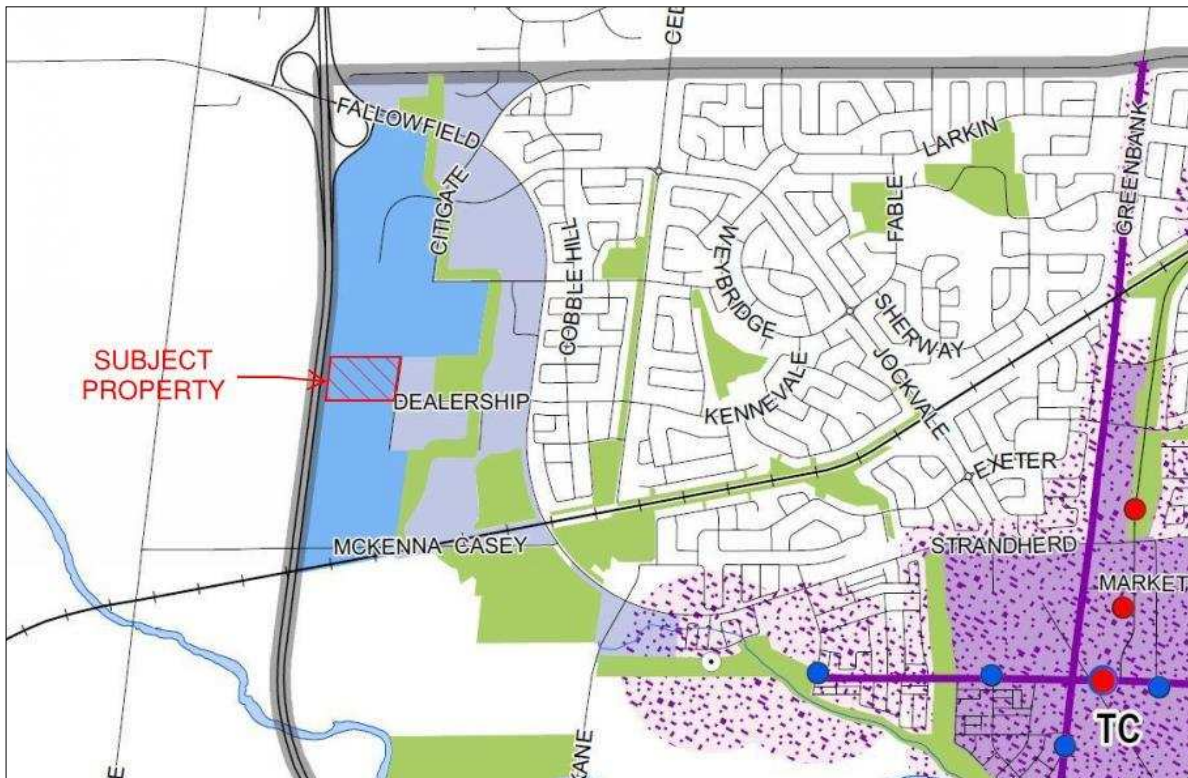 CED
FALLOWFIELD
LARKIN
CITIGATE
FABLE
GREENBANK
COBBLE HILL
WEYBRIDGE
SHERWAY
JOCKVALE
SUBJECT
PROPERTY
DEALERSHIP
KENNEVALE
EXETER
MCKENNA CASEY
STRANDHERD
MARKET
TC
KANE
E